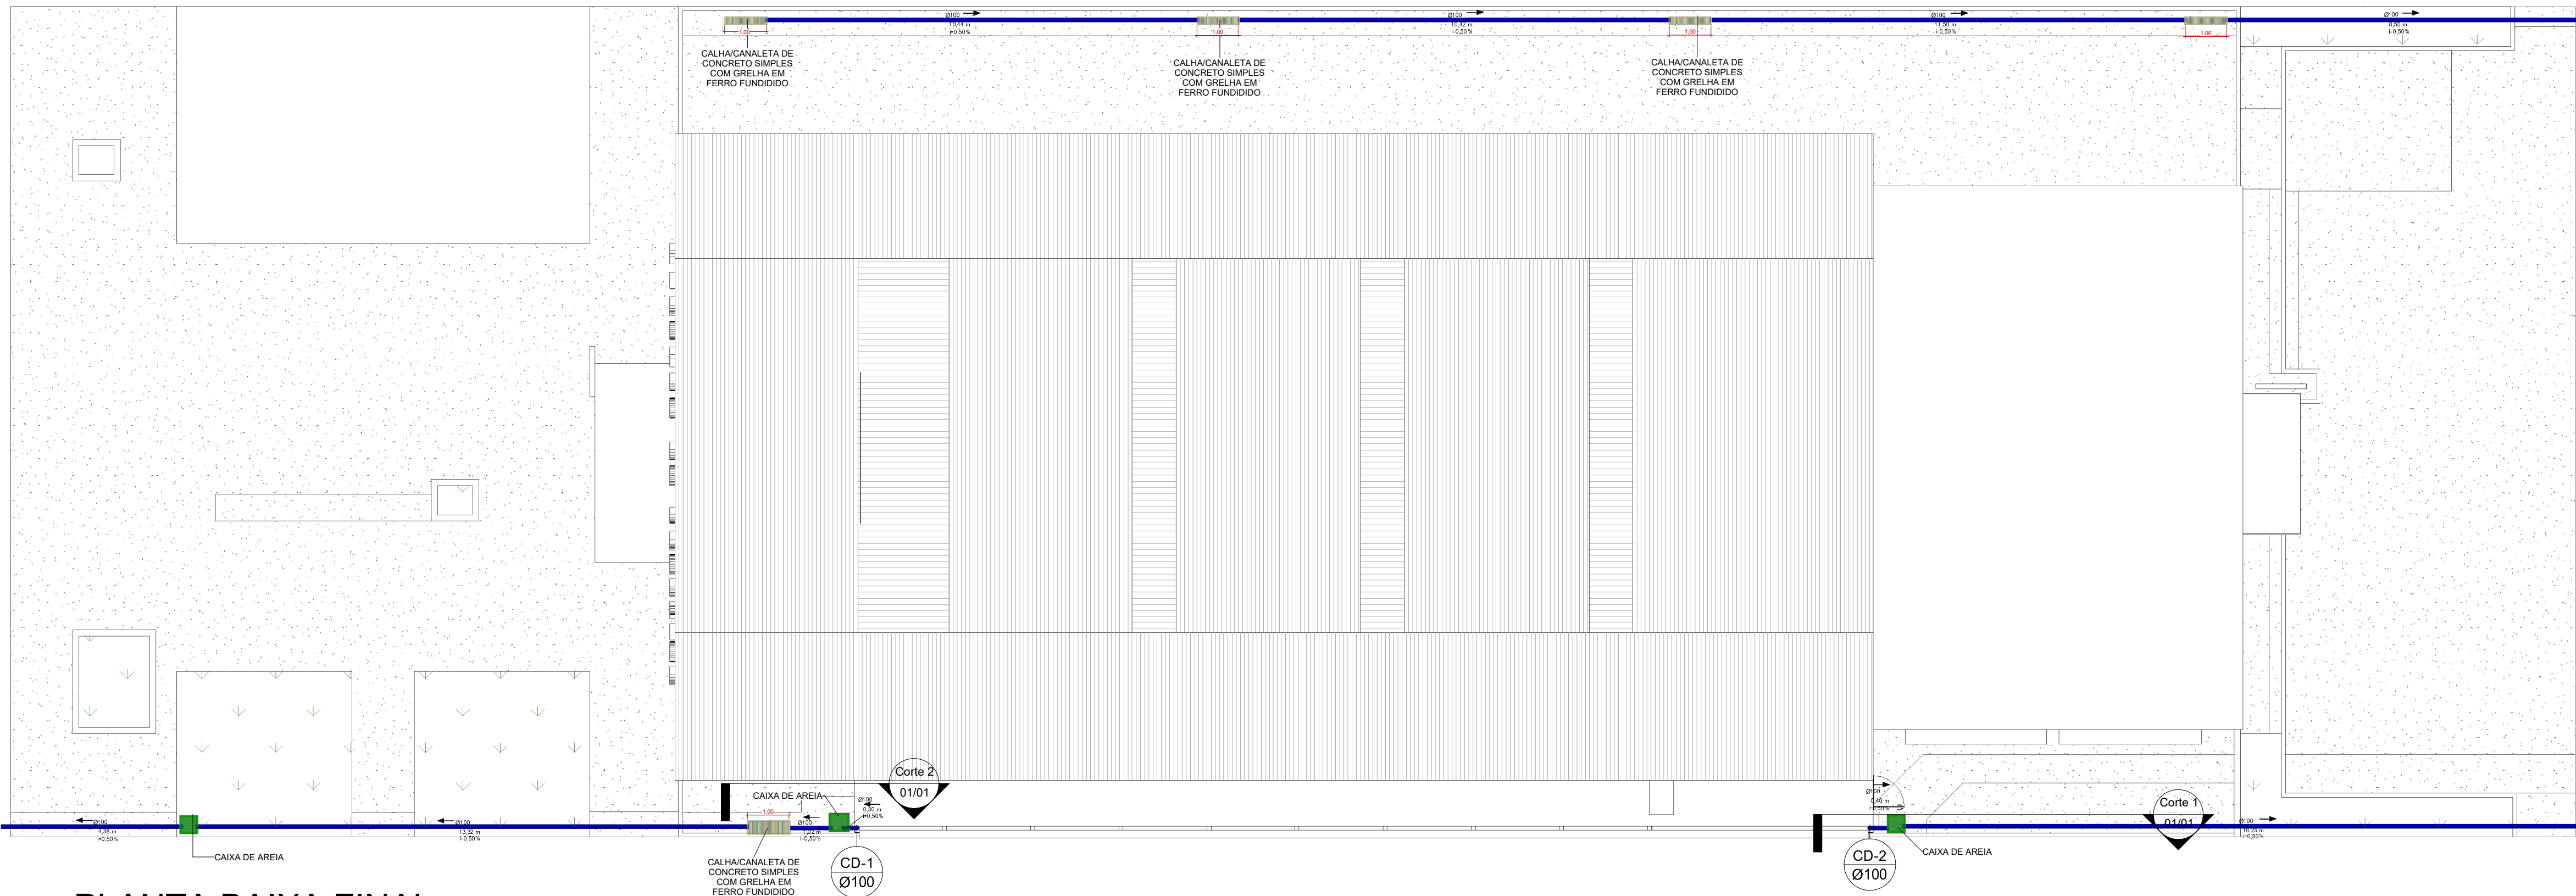 Ø100
10,44 m
i=0,50%
Ø100
10,42 m
i=0,50%
Ø100
11,50 m
i=0,50%
Ø100
8,50 m
i=0,50%
1,00
1,00
1,00
1,00
CALHA/CANALETA DE
CONCRETO SIMPLES
COM GRELHA EM
FERRO FUNDIDIDO
CALHA/CANALETA DE
CONCRETO SIMPLES
COM GRELHA EM
FERRO FUNDIDIDO
CALHA/CANALETA DE
CONCRETO SIMPLES
COM GRELHA EM
FERRO FUNDIDIDO
Corte 2
01/01
CAIXA DE AREIA
Ø100
0,30 m
i=0,50%
1,00
Ø100
i=0,50%
Ø100
0,40 m
i=0,50%
Corte 1
01/01
Ø100
4,38 m
i=0,50%
Ø100
13,32 m
i=0,50%
Ø100
16,23 m
i=0,50%
CAIXA DE AREIA
CALHA/CANALETA DE
CONCRETO SIMPLES
COM GRELHA EM
FERRO FUNDIDIDO
CD-1
Ø100
CD-2
Ø100
CAIXA DE AREIA
PLANTA BAIXA FINAL